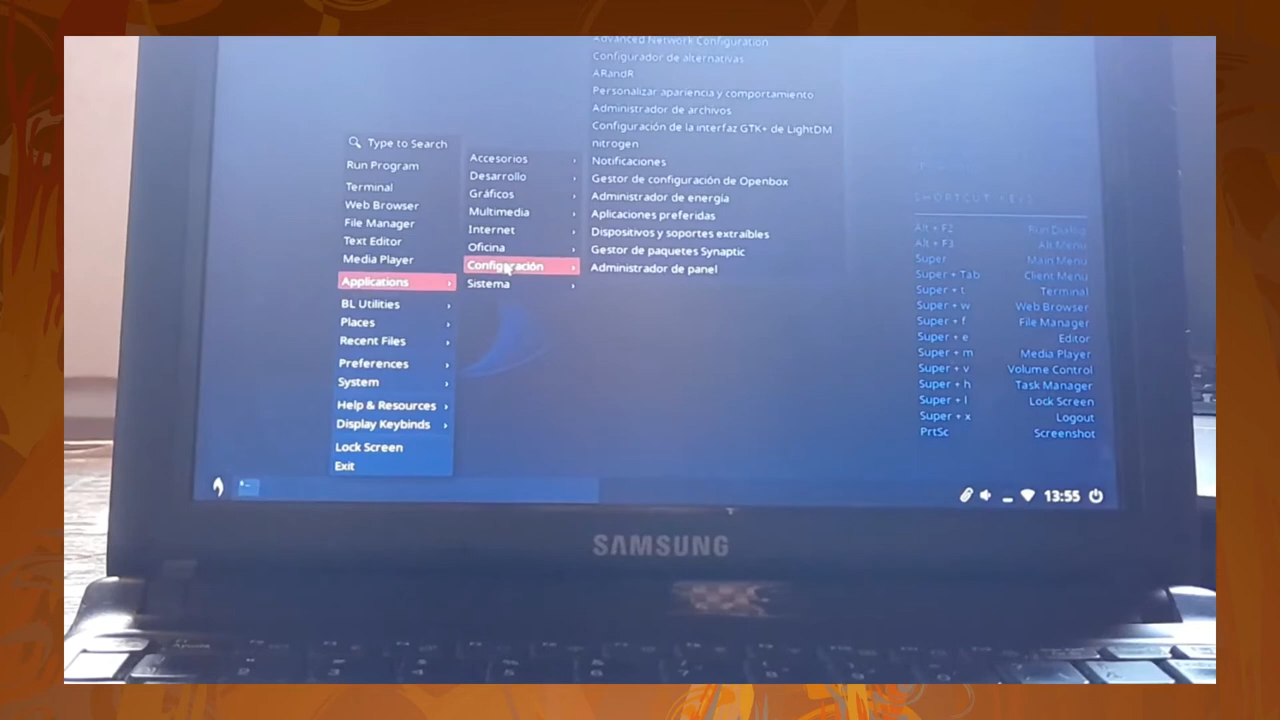 Type to Search
Run Program
Terminal
Web Browser
File Manager
Text Editor
Media Player
Applications
BL Utilities
Places
Recent Files
Preferences
System
Help & Resources
Display Keybinds
Lock Screen
Exit
Accesorios
Desarrollo
Gráficos
Multimedia
Internet
Oficina
Configuración
Sistema
Advanced Network Configuration
Configurador de alternativas
ARandR
Personalizar apariencia y comportamiento
Administrador de archivos
Configuración de la interfaz GTK+ de LightDM
nitrogen
Notificaciones
Gestor de configuración de Openbox
Administrador de energía
Aplicaciones preferidas
Dispositivos y soportes extraíbles
Gestor de paquetes Synaptic
Administrador de panel
SHORTCUT KEYS
Alt + F2 Run Dialog
Alt + F3 Alt Menu
Super Main Menu
Super + Tab Client Menu
Super + t Terminal
Super + w Web Browser
Super + f File Manager
Super + e Editor
Super + m Media Player
Super + v Volume Control
Super + h Task Manager
Super + l Lock Screen
Super + x Logout
PrtSc Screenshot
13:55
SAMSUNG